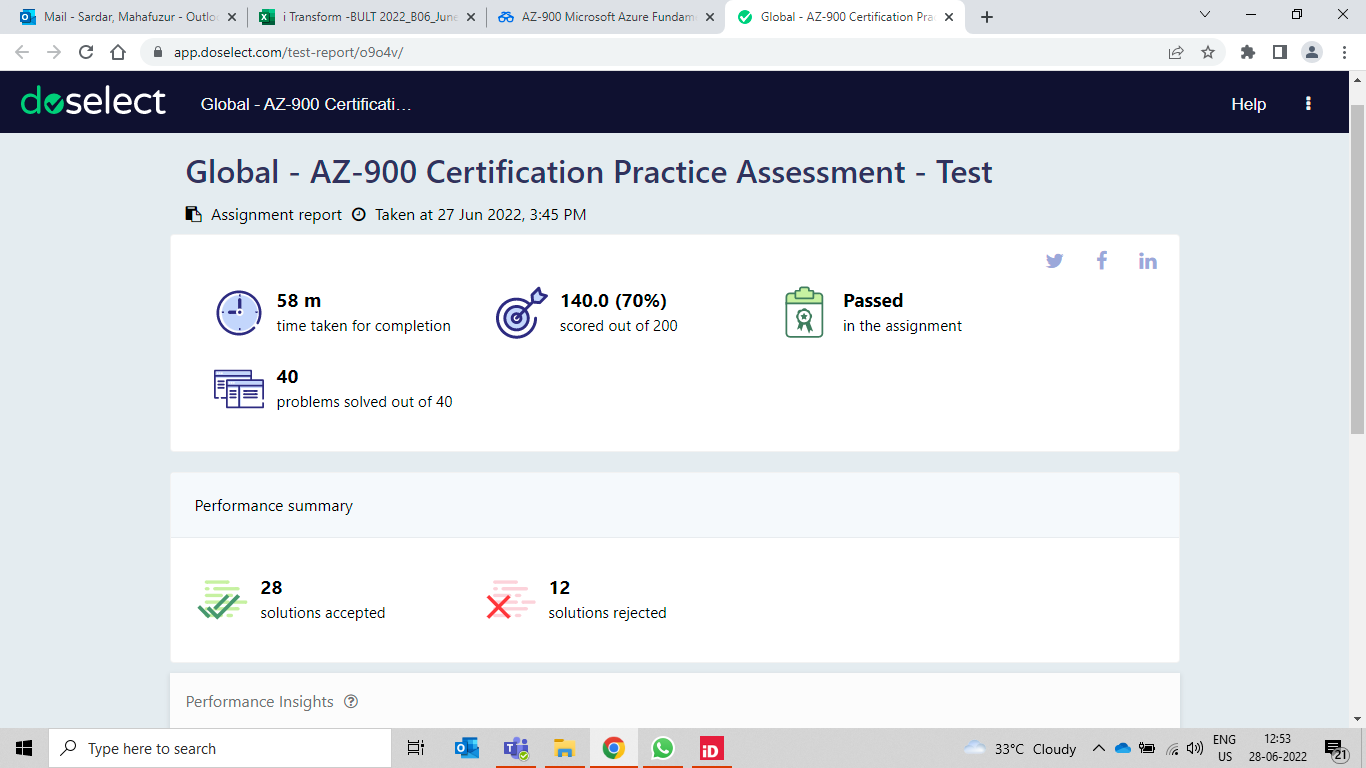 Mail - Sardar, Mahafuzur - Outlo
i Transform -BULT 2022_B06_June
AZ-900 Microsoft Azure Fundam
Global - AZ-900 Certification Pra
app.doselect.com/test-report/o9o4v/
doselect
Global - AZ-900 Certificati...
Help
Global - AZ-900 Certification Practice Assessment - Test
Assignment report Taken at 27 Jun 2022, 3:45 PM
58 m
time taken for completion
140.0 (70%)
scored out of 200
Passed
in the assignment
40
problems solved out of 40
Performance summary
28
solutions accepted
12
solutions rejected
Performance Insights
Type here to search
iD
33°C Cloudy
ENG
US
12:53
28-06-2022
21